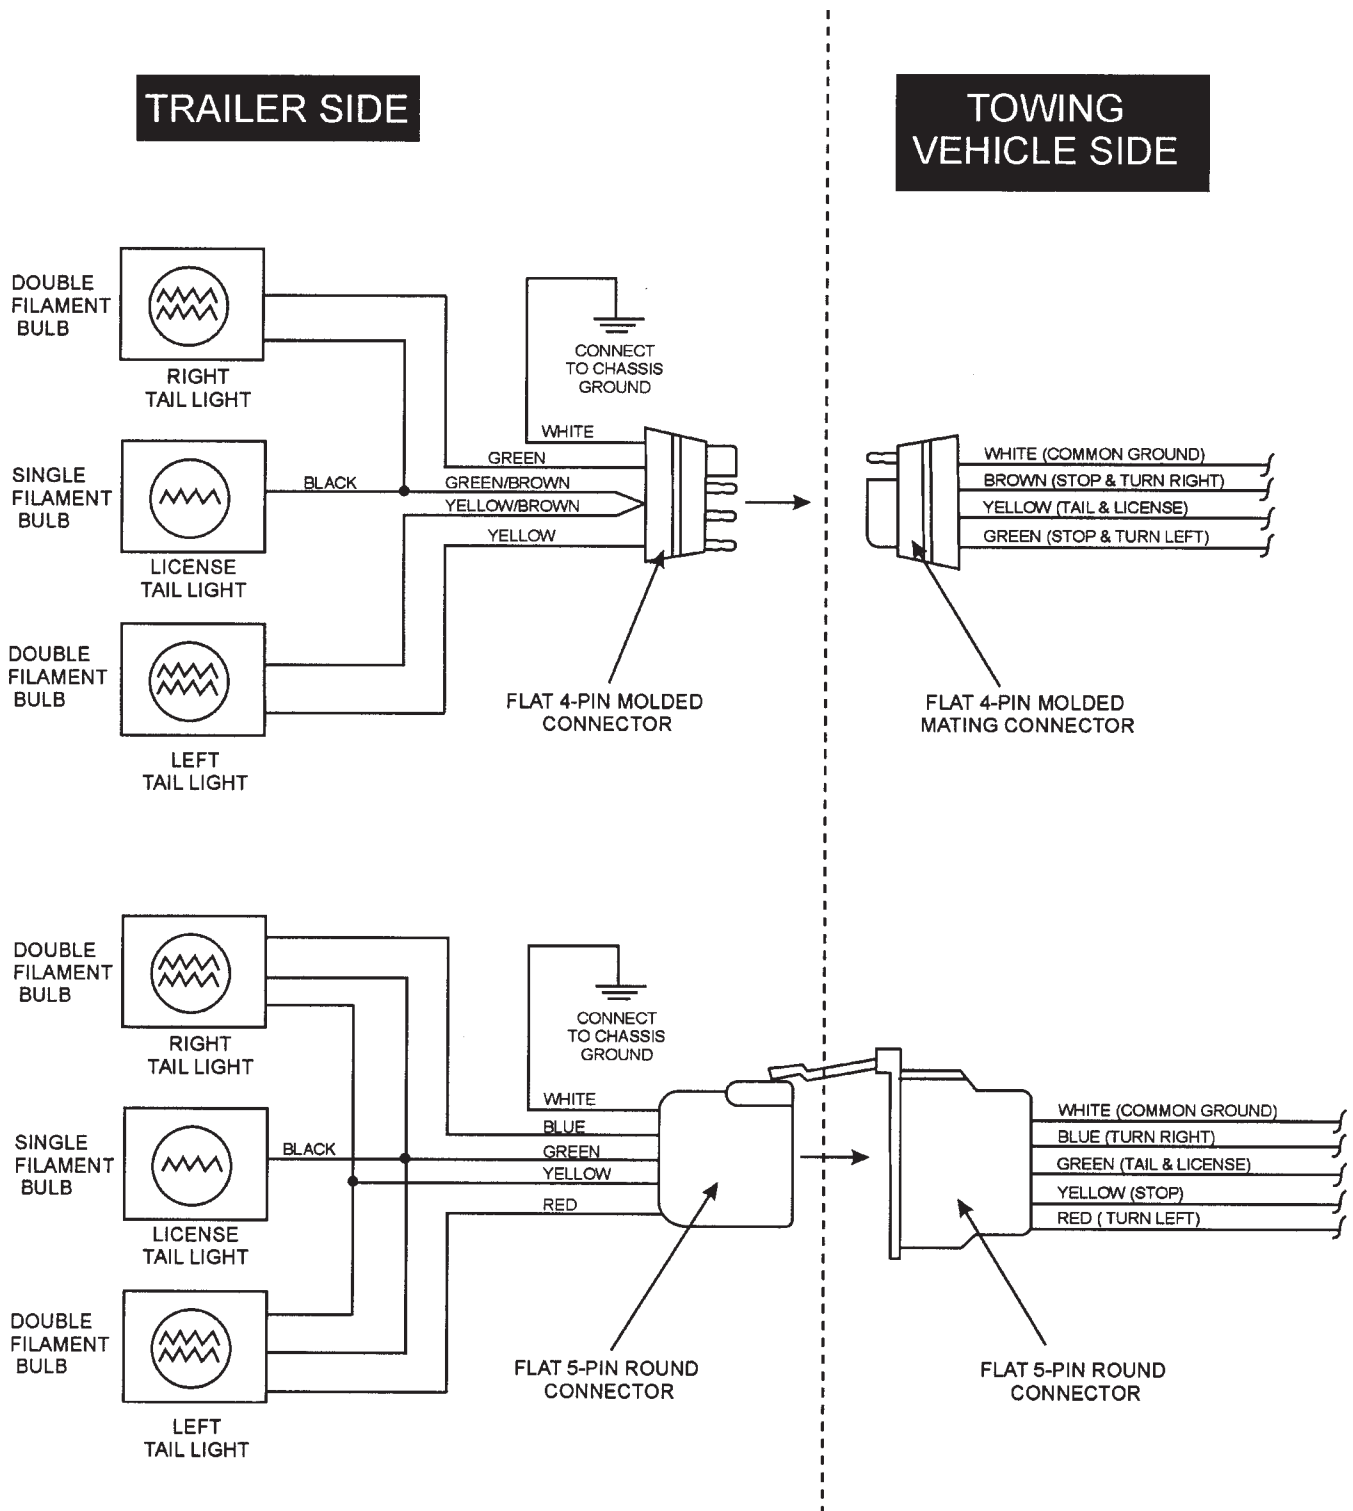 TRAILER SIDE
TOWING
VEHICLE SIDE
DOUBLE
FILAMENT
BULB
RIGHT
TAIL LIGHT
CONNECT
TO CHASSIS
GROUND
WHITE
GREEN
SINGLE
FILAMENT
BULB
BLACK
GREEN/BROWN
YELLOW/BROWN
YELLOW
LICENSE
TAIL LIGHT
WHITE (COMMON GROUND)
BROWN (STOP & TURN RIGHT)
YELLOW (TAIL & LICENSE)
GREEN (STOP & TURN LEFT)
DOUBLE
FILAMENT
BULB
LEFT
TAIL LIGHT
FLAT 4-PIN MOLDED
CONNECTOR
FLAT 4-PIN MOLDED
MATING CONNECTOR
DOUBLE
FILAMENT
BULB
RIGHT
TAIL LIGHT
CONNECT
TO CHASSIS
GROUND
WHITE
BLUE
SINGLE
FILAMENT
BULB
BLACK
GREEN
YELLOW
RED
LICENSE
TAIL LIGHT
WHITE (COMMON GROUND)
BLUE (TURN RIGHT)
GREEN (TAIL & LICENSE)
YELLOW (STOP)
RED ( TURN LEFT)
DOUBLE
FILAMENT
BULB
LEFT
TAIL LIGHT
FLAT 5-PIN ROUND
CONNECTOR
FLAT 5-PIN ROUND
CONNECTOR